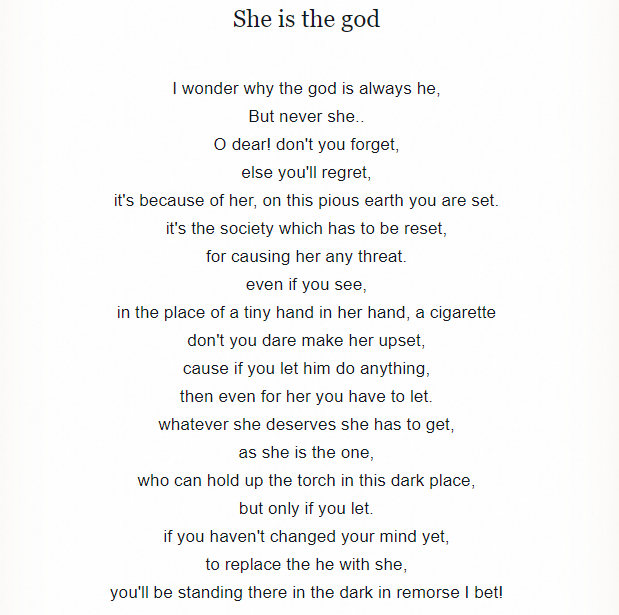 She is the god
I wonder why the god is always he,
But never she..
O dear! don't you forget,
else you'll regret,
it's because of her, on this pious earth you are set.
it's the society which has to be reset,
for causing her any threat.
even if you see,
in the place of a tiny hand in her hand, a cigarette
don't you dare make her upset,
cause if you let him do anything,
then even for her you have to let.
whatever she deserves she has to get,
as she is the one,
who can hold up the torch in this dark place,
but only if you let.
if you haven't changed your mind yet,
to replace the he with she,
you'll be standing there in the dark in remorse I bet!